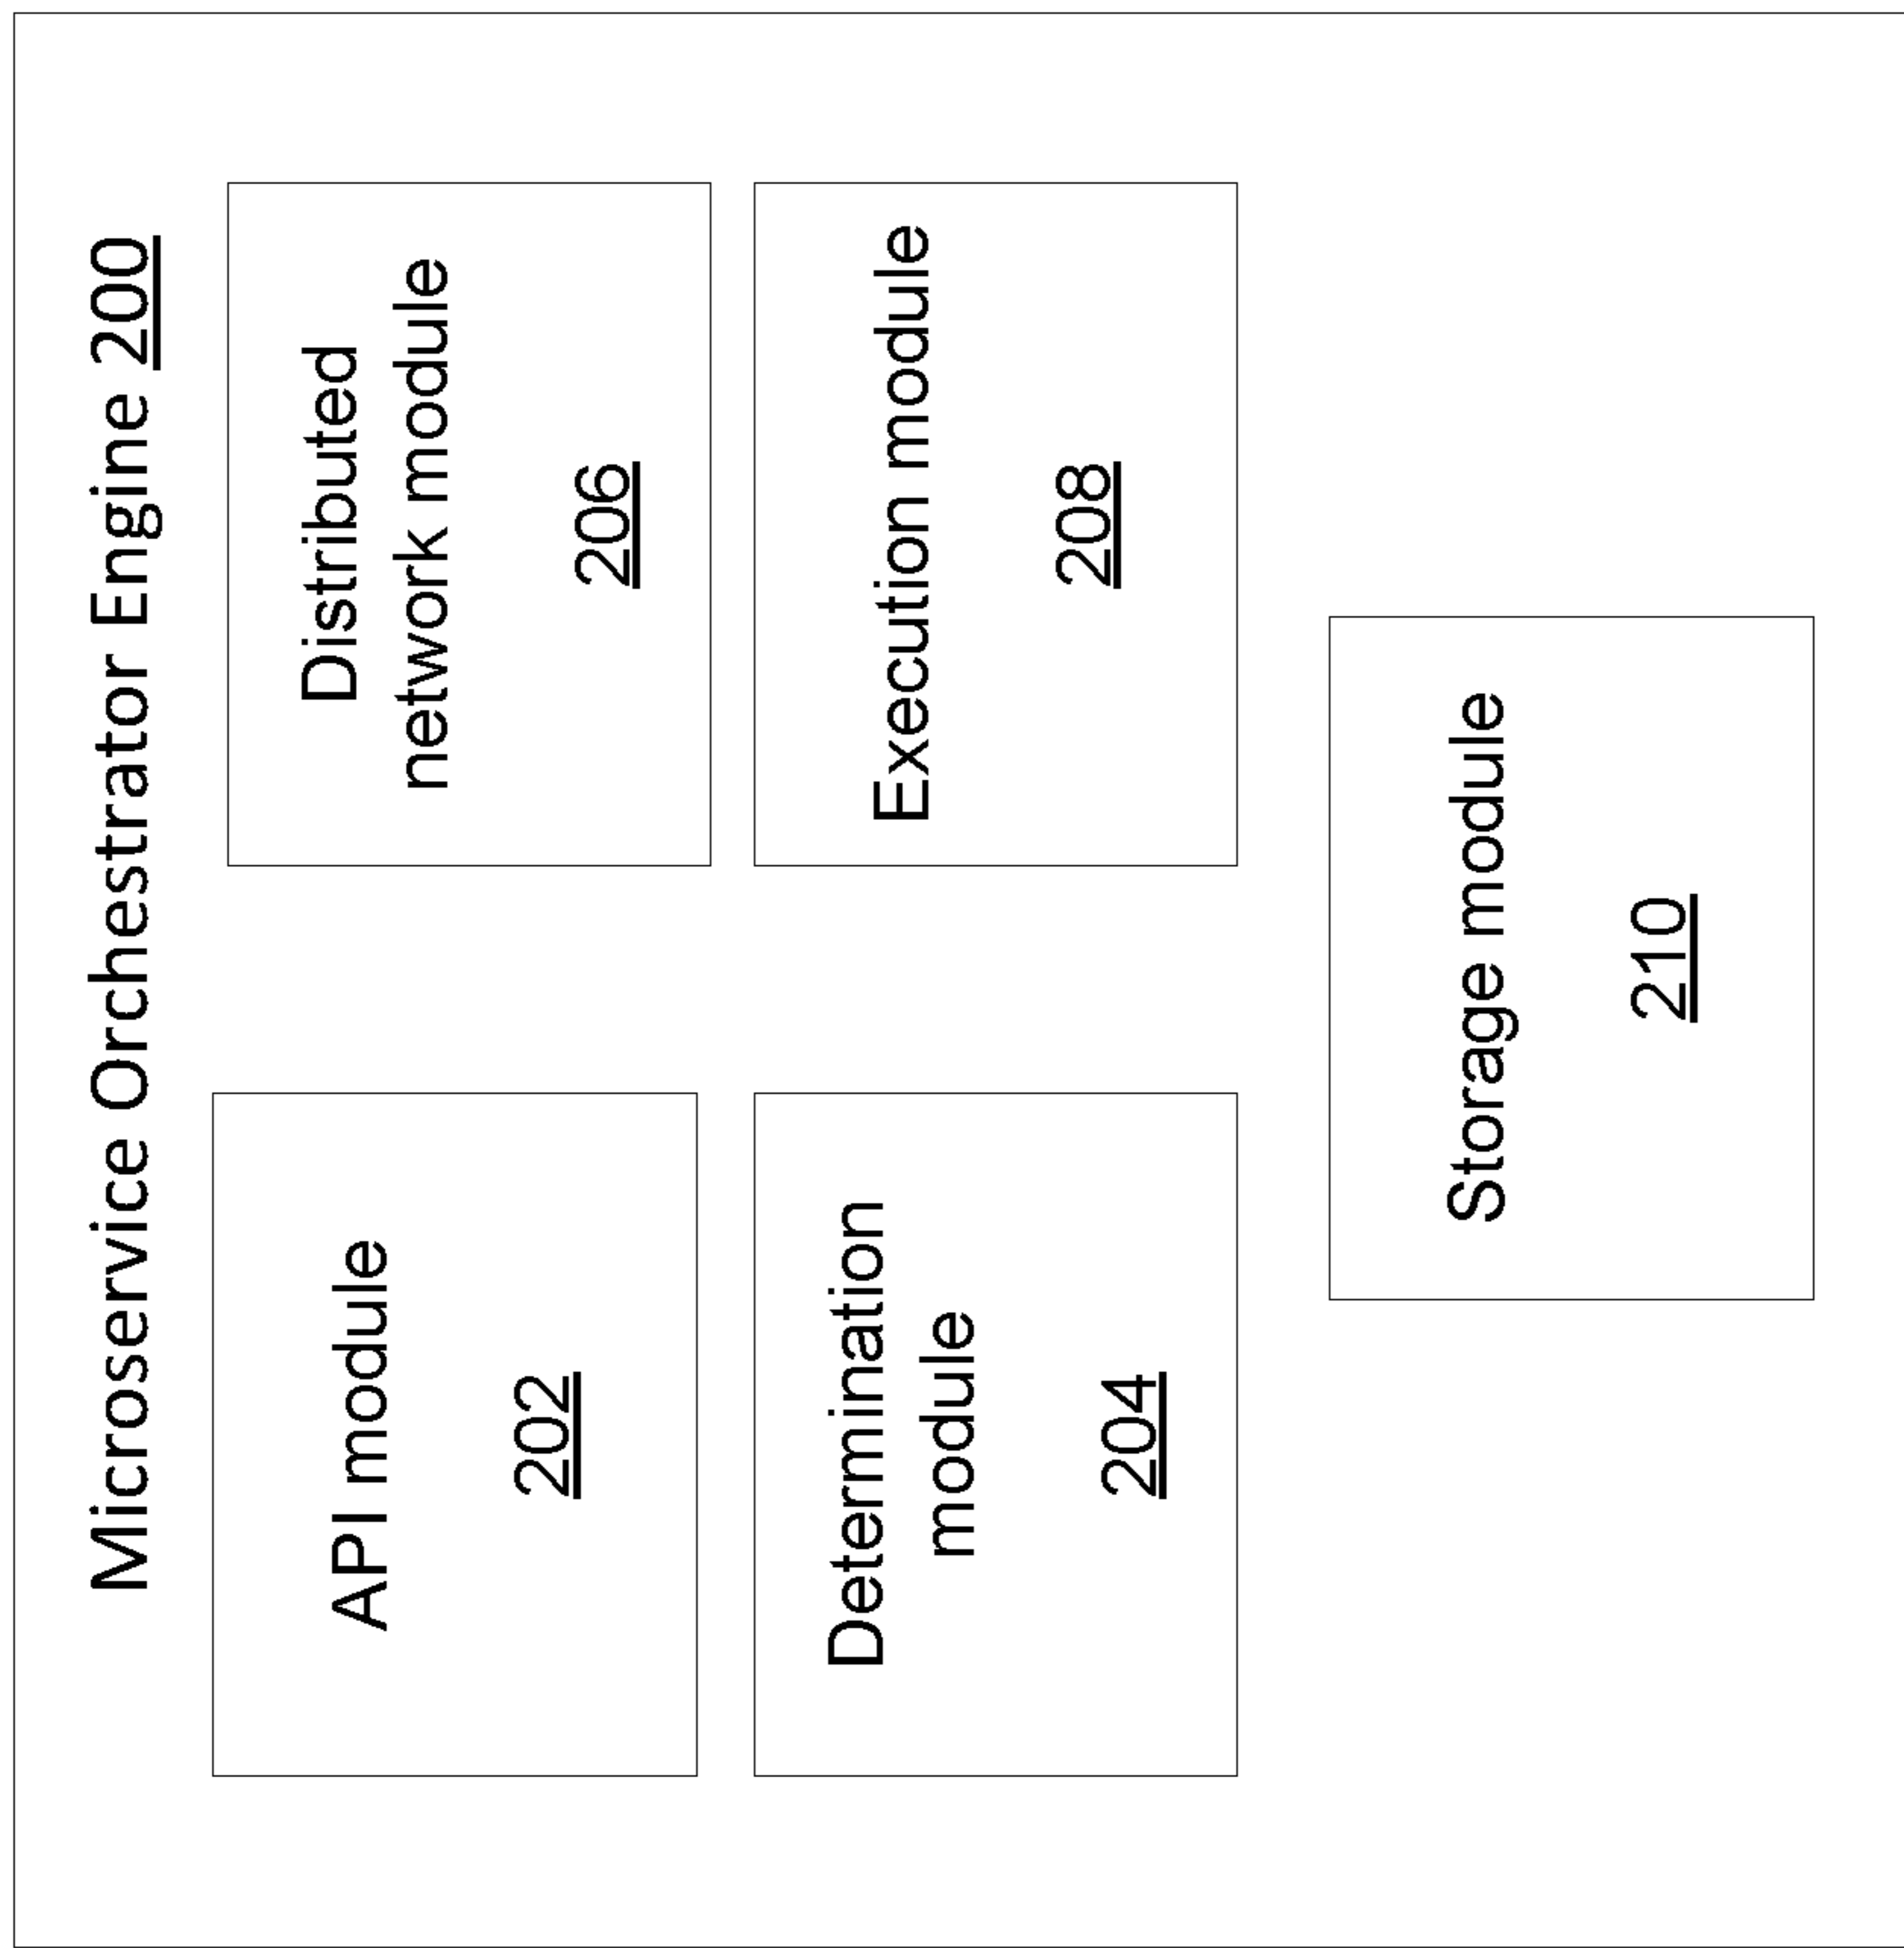 Microservice Orchestrator Engine 200
API module
202
Distributed
network module
206
Determination
module
204
Execution module
208
Storage module
210